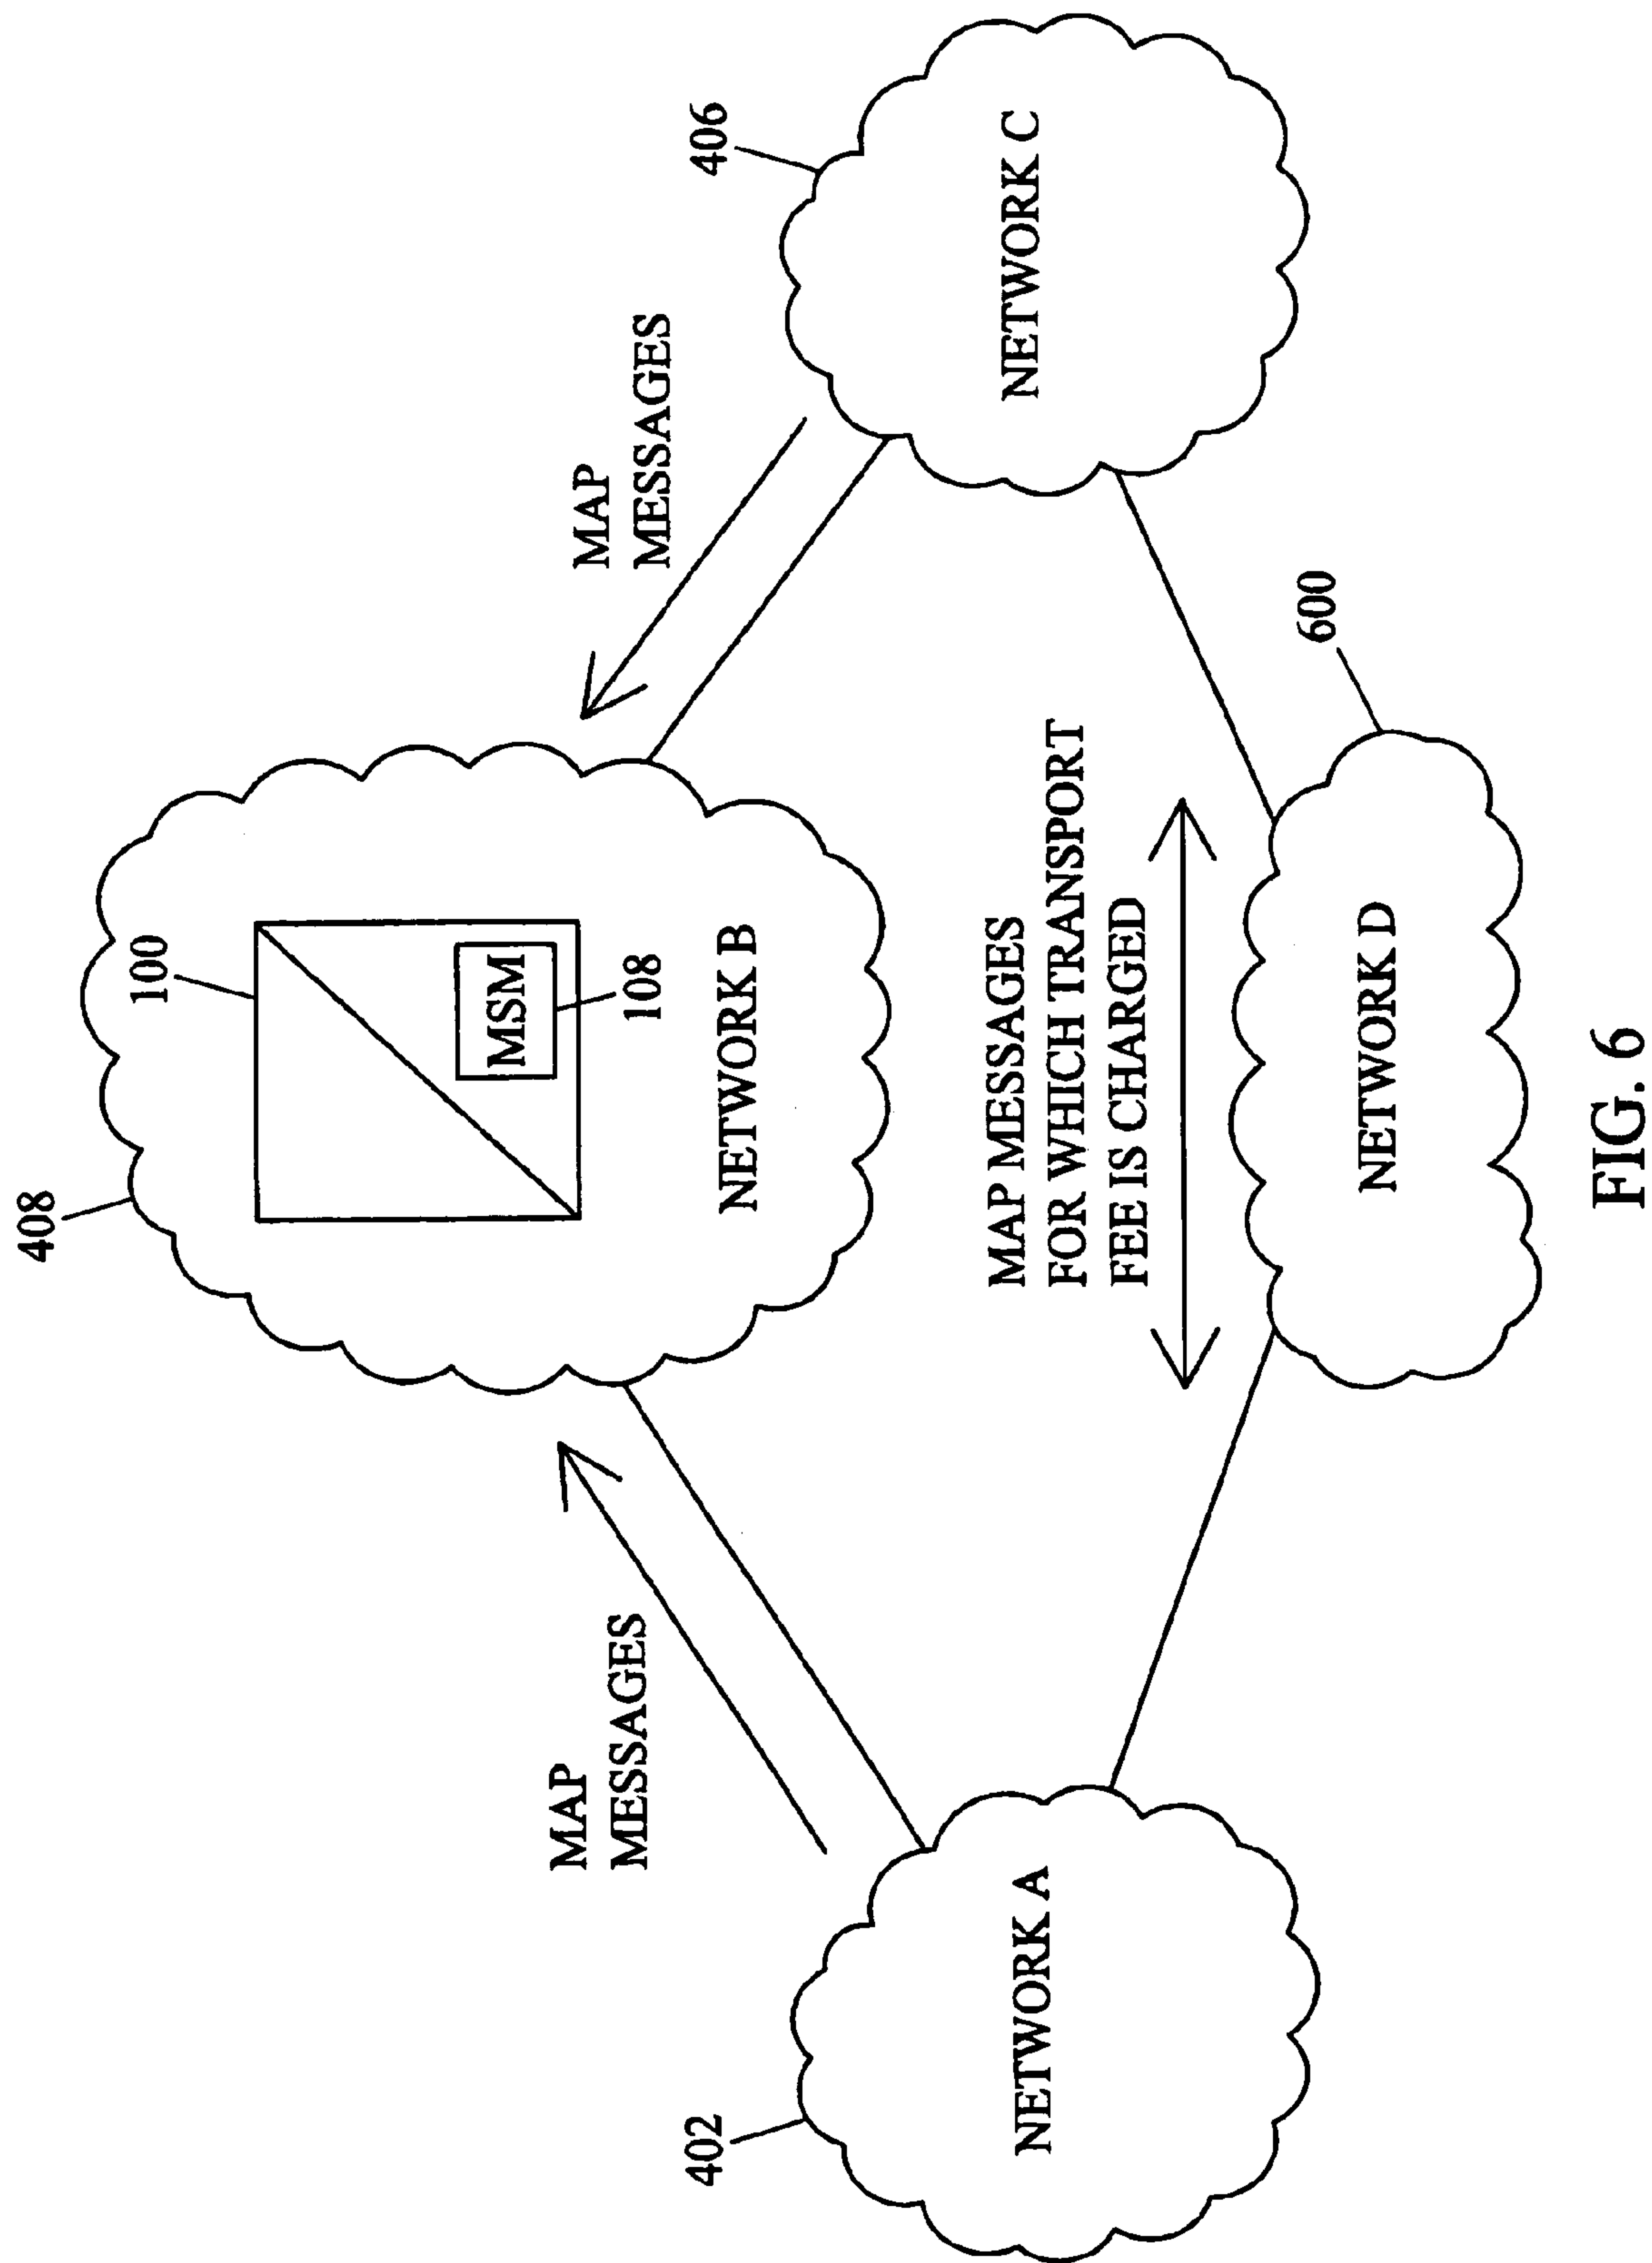 408
100
MSM
108
NETWORK B
MAP
MESSAGES
MAP
MESSAGES
402
NETWORK A
406
NETWORK C
MAP MESSAGES
FOR WHICH TRANSPORT
FEE IS CHARGED
600
NETWORK D
FIG. 6